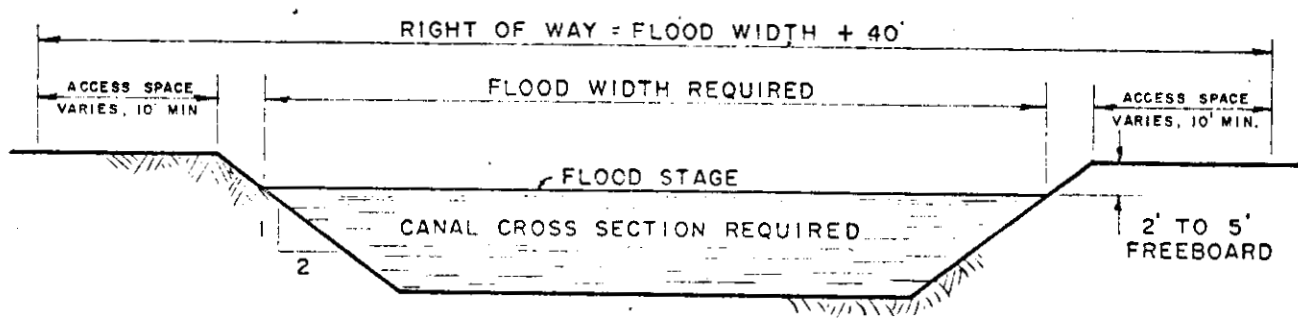 RIGHT OF WAY = FLOOD WIDTH + 40'
ACCESS SPACE
VARIES, 10' MIN
FLOOD WIDTH REQUIRED
ACCESS SPACE
VARIES, 10' MIN.
FLOOD STAGE
CANAL CROSS SECTION REQUIRED
1
2
2' TO 5'
FREEBOARD